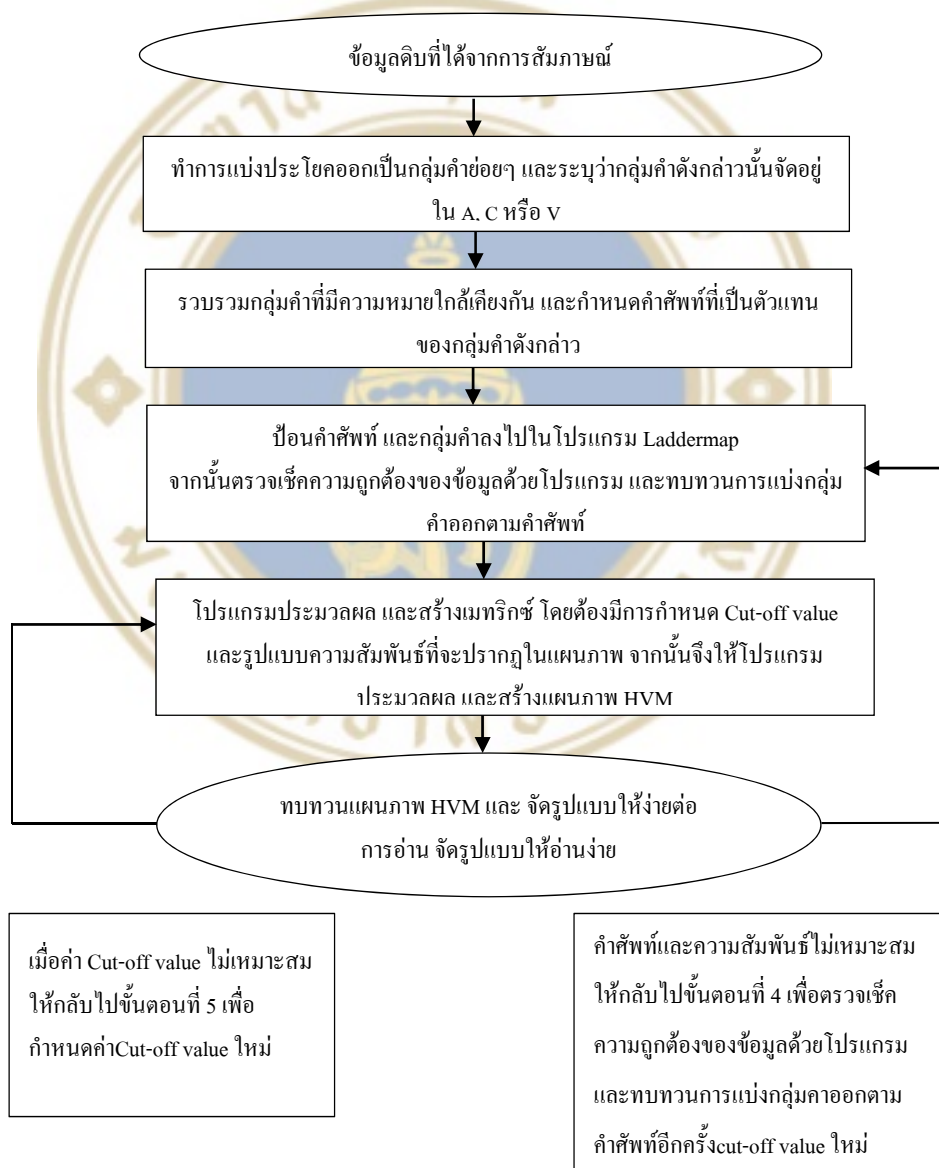 ข้อมูลดิบที่ได้จากการสัมภาษณ์
ทำการแบ่งประโยคออกเป็นกลุ่มคำย่อยๆ และระบุว่ากลุ่มคำดังกล่าวนั้นจัดอยู่
ใน A, C หรือ V
รวบรวมกลุ่มคำที่มีความหมายใกล้เคียงกัน และกำหนดคำศัพท์ที่เป็นตัวแทน
ของกลุ่มคำดังกล่าว
ป้อนคำศัพท์ และกลุ่มคำลงไปในโปรแกรม Laddermap
จากนั้นตรวจเช็คความถูกต้องของข้อมูลด้วยโปรแกรม และทบทวนการแบ่งกลุ่ม
คำออกตามคำศัพท์
โปรแกรมประมวลผล และสร้างเมทริกซ์ โดยต้องมีการกำหนด Cut-off value
และรูปแบบความสัมพันธ์ที่จะปรากฏในแผนภาพ จากนั้นจึงให้โปรแกรม
ประมวลผล และสร้างแผนภาพ HVM
ทบทวนแผนภาพ HVM และ จัดรูปแบบให้ง่ายต่อ
การอ่าน จัดรูปแบบให้อ่านง่าย
เมื่อค่า Cut-off value ไม่เหมาะสม
ให้กลับไปขั้นตอนที่ 5 เพื่อ
กำหนดค่าCut-off value ใหม่
คำศัพท์และความสัมพันธ์ไม่เหมาะสม
ให้กลับไปขั้นตอนที่ 4 เพื่อตรวจเช็ค
ความถูกต้องของข้อมูลด้วยโปรแกรม
และทบทวนการแบ่งกลุ่มคาออกตาม
คำศัพท์อีกครั้งcut-off value ใหม่